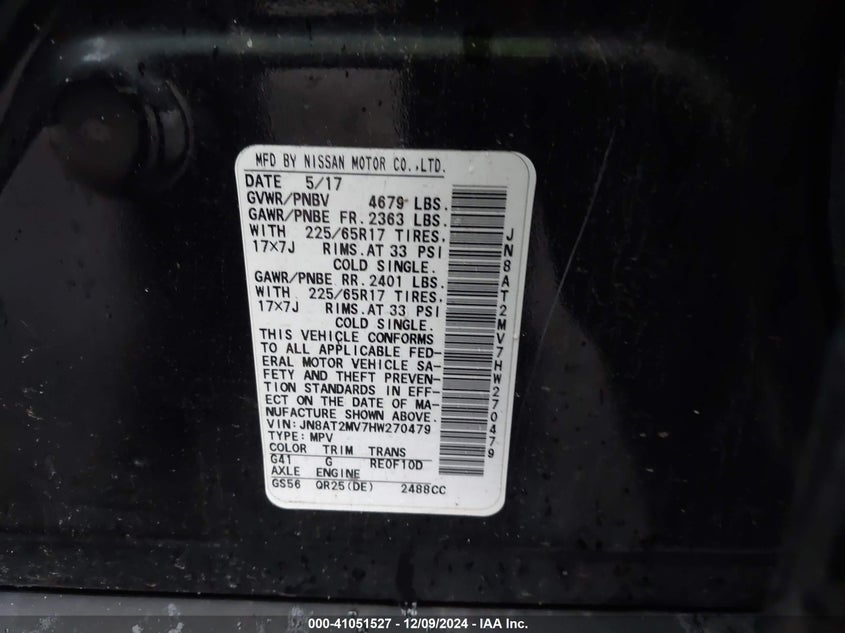 MFD BY NISSAN MOTOR CO.,LTD.
DATE 5/17
GVWR/PNBV 4679 LBS.
GAWR/PNBE FR. 2363 LBS.
WITH 225/65R17 TIRES.
17×7J RIMS.AT 33 PSI
COLD SINGLE.
GAWR/PNBE RR. 2401 LBS.
WITH 225/65R17 TIRES.
17×7J RIMS.AT 33 PSI
COLD SINGLE.
THIS VEHICLE CONFORMS
TO ALL APPLICABLE FED-
ERAL MOTOR VEHICLE SA-
FETY AND THEFT PREVEN-
TION STANDARDS IN EFF-
ECT ON THE DATE OF MA-
NUFACTURE SHOWN ABOVE.
VIN:JN8AT2MV7HW270479
TYPE:MPV
COLOR TRIM TRANS
G41 G RE0F10D
AXLE ENGINE
GS56 QR25(DE) 2488CC
JN8AT2MV7HW270479
000-41051527 - 12/09/2024 - IAA Inc.